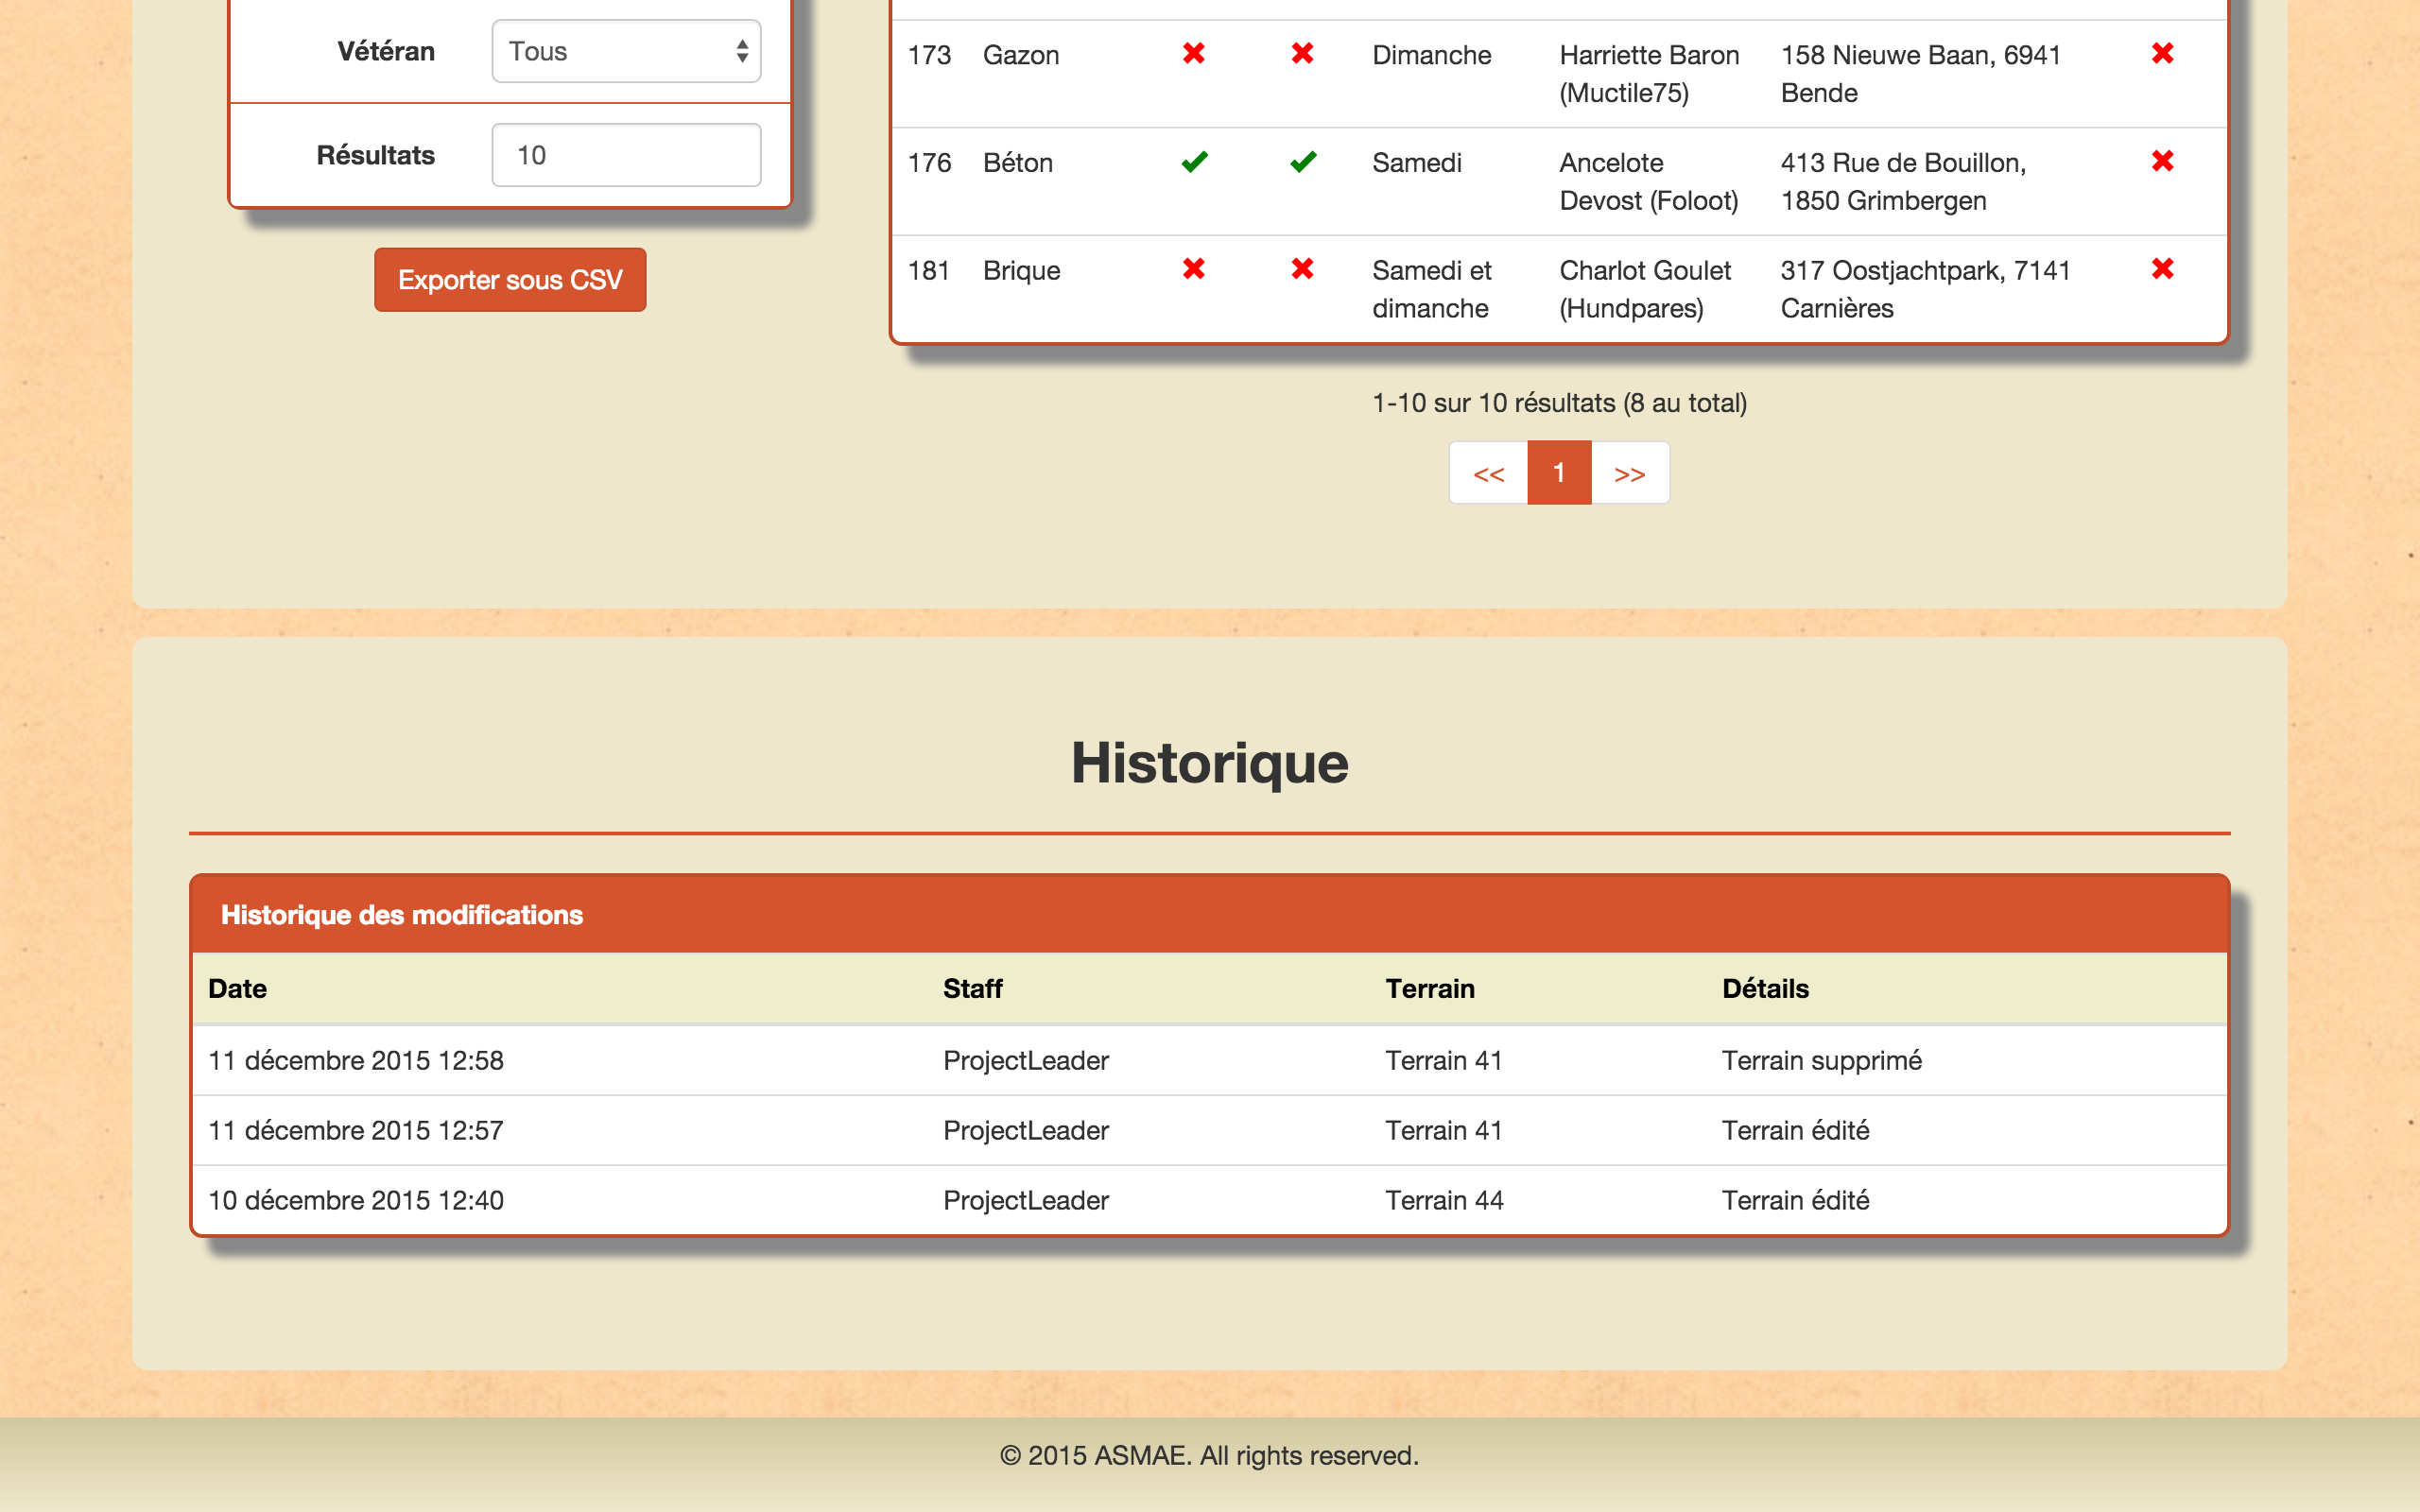 Vétéran Tous
Résultats 10
Exporter sous CSV
173 Gazon Dimanche Harriette Baron 158 Nieuwe Baan, 6941
(Muctile75) Bende
176 Béton Samedi Ancelote 413 Rue de Bouillon,
Devost (Foloot) 1850 Grimbergen
181 Brique Samedi et Charlot Goulet 317 Oostjachtpark, 7141
dimanche (Hundpares) Carnières
1-10 sur 10 résultats (8 au total)
<< 1 >>
Historique
Historique des modifications
Date Staff Terrain Détails
11 décembre 2015 12:58 ProjectLeader Terrain 41 Terrain supprimé
11 décembre 2015 12:57 ProjectLeader Terrain 41 Terrain édité
10 décembre 2015 12:40 ProjectLeader Terrain 44 Terrain édité
© 2015 ASMAE. All rights reserved.